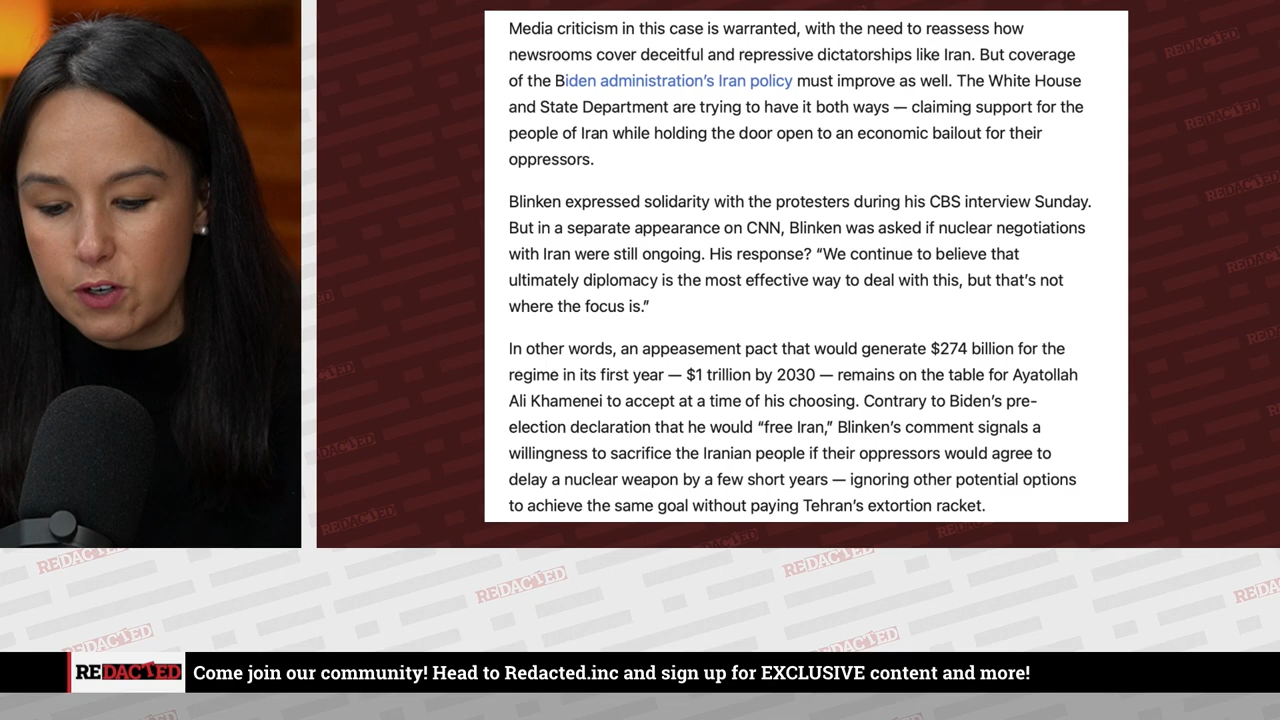 Media criticism in this case is warranted, with the need to reassess how
newsrooms cover deceitful and repressive dictatorships like Iran. But coverage
of the Biden administration's Iran policy must improve as well. The White House
and State Department are trying to have it both ways — claiming support for the
people of Iran while holding the door open to an economic bailout for their
oppressors.
Blinken expressed solidarity with the protesters during his CBS interview Sunday.
But in a separate appearance on CNN, Blinken was asked if nuclear negotiations
with Iran were still ongoing. His response? “We continue to believe that
ultimately diplomacy is the most effective way to deal with this, but that’s not
where the focus is.”
In other words, an appeasement pact that would generate $274 billion for the
regime in its first year — $1 trillion by 2030 — remains on the table for Ayatollah
Ali Khamenei to accept at a time of his choosing. Contrary to Biden’s pre-
election declaration that he would “free Iran,” Blinken’s comment signals a
willingness to sacrifice the Iranian people if their oppressors would agree to
delay a nuclear weapon by a few short years — ignoring other potential options
to achieve the same goal without paying Tehran’s extortion racket.
REDACTED Come join our community! Head to Redacted.inc and sign up for EXCLUSIVE content and more!